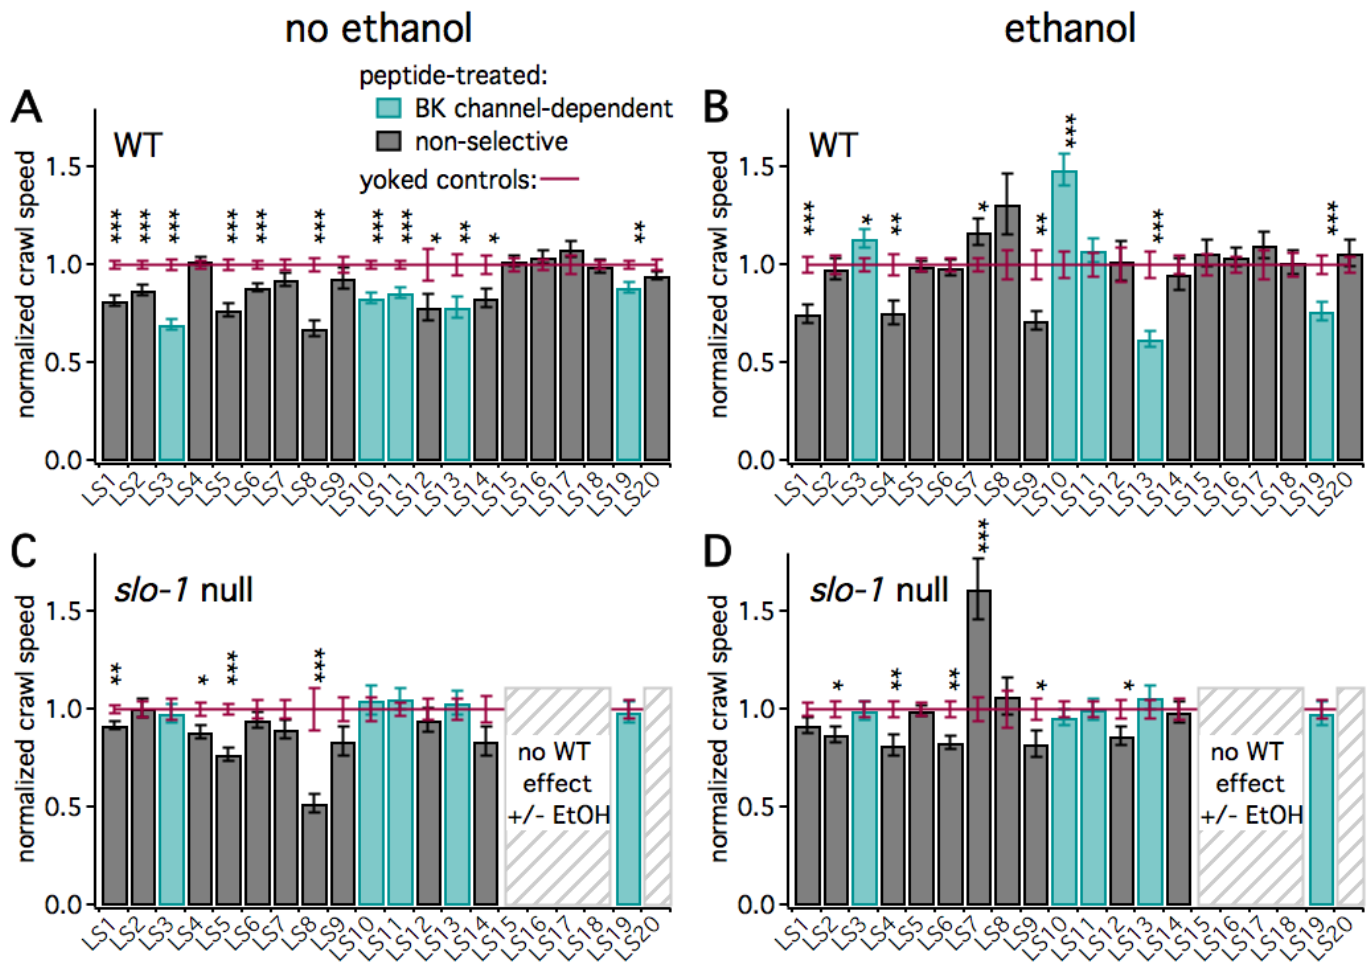 no ethanol
ethanol
peptide-treated:
BK channel-dependent
non-selective
yoked controls:
A
WT
normalized crawl speed
1.5
1.0
0.5
0.0
*** *** *** *** *** *** *** *** * ** * **
LS1 LS2 LS3 LS4 LS5 LS6 LS7 LS8 LS9 LS10 LS11 LS12 LS13 LS14 LS15 LS16 LS17 LS18 LS19 LS20
B
WT
normalized crawl speed
1.5
1.0
0.5
0.0
*** * ** * ** *** *** ***
LS1 LS2 LS3 LS4 LS5 LS6 LS7 LS8 LS9 LS10 LS11 LS12 LS13 LS14 LS15 LS16 LS17 LS18 LS19 LS20
C
slo-1 null
normalized crawl speed
1.5
1.0
0.5
0.0
** * *** ***
no WT
effect
+/- EtOH
LS1 LS2 LS3 LS4 LS5 LS6 LS7 LS8 LS9 LS10 LS11 LS12 LS13 LS14 LS15 LS16 LS17 LS18 LS19 LS20
D
slo-1 null
normalized crawl speed
1.5
1.0
0.5
0.0
* ** ** *** * *
no WT
effect
+/- EtOH
LS1 LS2 LS3 LS4 LS5 LS6 LS7 LS8 LS9 LS10 LS11 LS12 LS13 LS14 LS15 LS16 LS17 LS18 LS19 LS20